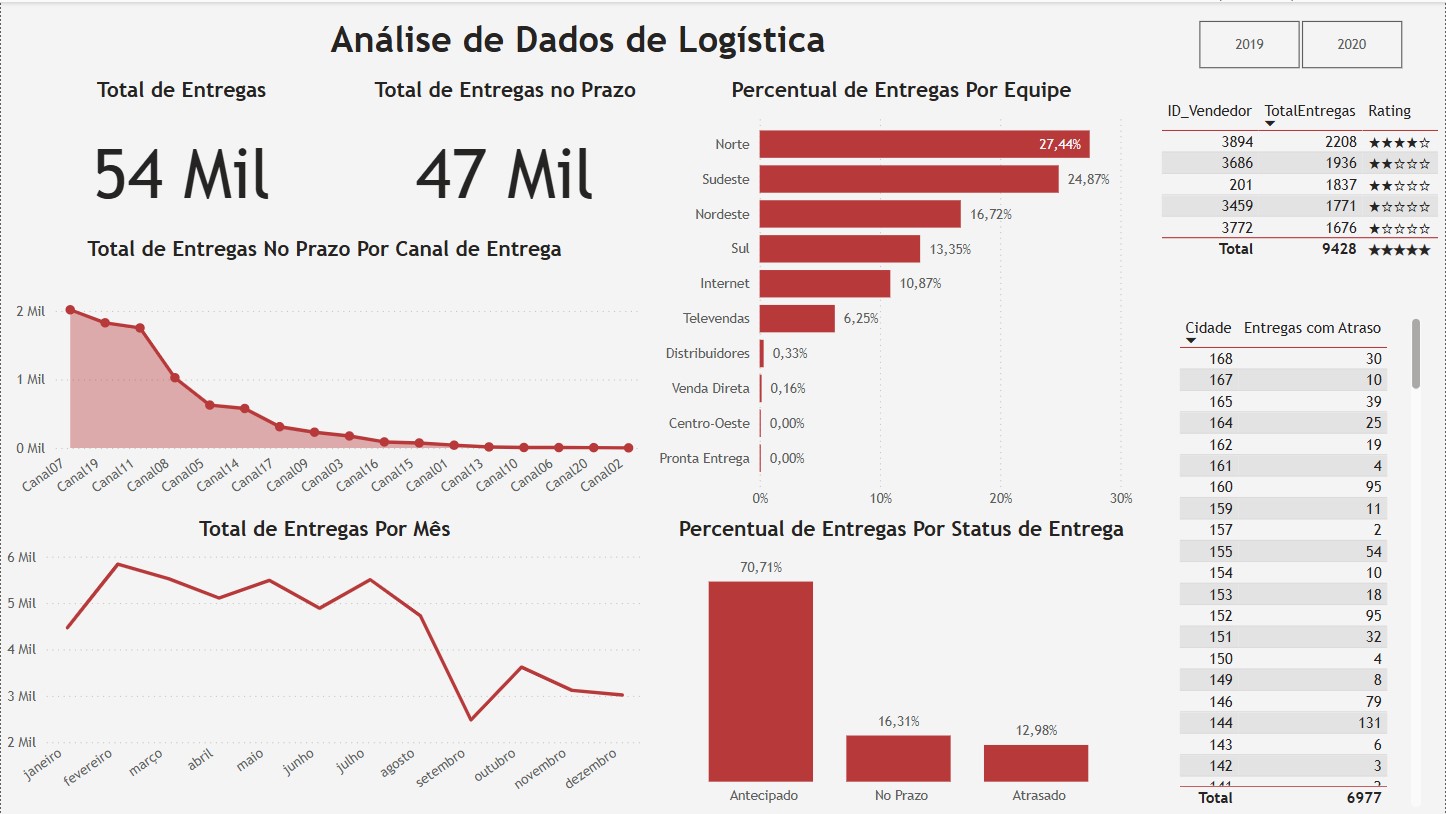 Análise de Dados de Logística
2019
2020
Total de Entregas
54 Mil
Total de Entregas no Prazo
47 Mil
Total de Entregas No Prazo Por Canal de Entrega
2 Mil
1 Mil
0 Mil
Canal07
Canal19
Canal11
Canal08
Canal05
Canal14
Canal17
Canal09
Canal03
Canal16
Canal15
Canal01
Canal13
Canal10
Canal06
Canal20
Canal02
Total de Entregas Por Mês
6 Mil
5 Mil
4 Mil
3 Mil
2 Mil
janeiro
fevereiro
março
abril
maio
junho
julho
agosto
setembro
outubro
novembro
dezembro
Percentual de Entregas Por Equipe
Norte 27,44%
Sudeste 24,87%
Nordeste 16,72%
Sul 13,35%
Internet 10,87%
Televendas 6,25%
Distribuidores 0,33%
Venda Direta 0,16%
Centro-Oeste 0,00%
Pronta Entrega 0,00%
0% 10% 20% 30%
Percentual de Entregas Por Status de Entrega
70,71%
16,31%
12,98%
Antecipado
No Prazo
Atrasado
ID_Vendedor TotalEntregas Rating
3894 2208 ★★★★☆
3686 1936 ★★☆☆☆
201 1837 ★★☆☆☆
3459 1771 ★☆☆☆☆
3772 1676 ★☆☆☆☆
Total 9428 ★★★★★
Cidade Entregas com Atraso
168 30
167 10
165 39
164 25
162 19
161 4
160 95
159 11
157 2
155 54
154 10
153 18
152 95
151 32
150 4
149 8
146 79
144 131
143 6
142 3
Total 6977